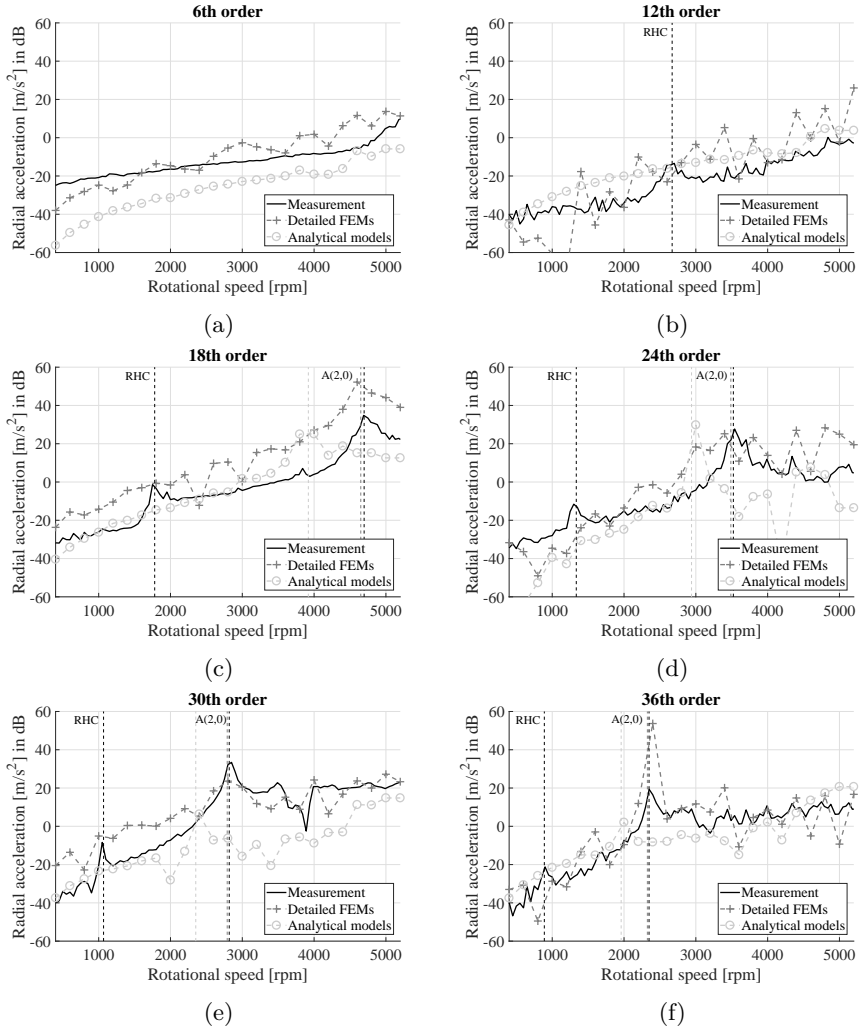 6th order
60
40
20
0
-20
-40
-60
Radial acceleration [m/s²] in dB
Measurement
Detailed FEMs
Analytical models
1000 2000 3000 4000 5000
Rotational speed [rpm]
(a)
12th order
RHC
60
40
20
0
-20
-40
-60
Radial acceleration [m/s²] in dB
Measurement
Detailed FEMs
Analytical models
1000 2000 3000 4000 5000
Rotational speed [rpm]
(b)
18th order
RHC A(2,0)
60
40
20
0
-20
-40
-60
Radial acceleration [m/s²] in dB
Measurement
Detailed FEMs
Analytical models
1000 2000 3000 4000 5000
Rotational speed [rpm]
(c)
24th order
RHC A(2,0)
60
40
20
0
-20
-40
-60
Radial acceleration [m/s²] in dB
Measurement
Detailed FEMs
Analytical models
1000 2000 3000 4000 5000
Rotational speed [rpm]
(d)
30th order
RHC A(2,0)
60
40
20
0
-20
-40
-60
Radial acceleration [m/s²] in dB
Measurement
Detailed FEMs
Analytical models
1000 2000 3000 4000 5000
Rotational speed [rpm]
(e)
36th order
RHC A(2,0)
60
40
20
0
-20
-40
-60
Radial acceleration [m/s²] in dB
Measurement
Detailed FEMs
Analytical models
1000 2000 3000 4000 5000
Rotational speed [rpm]
(f)